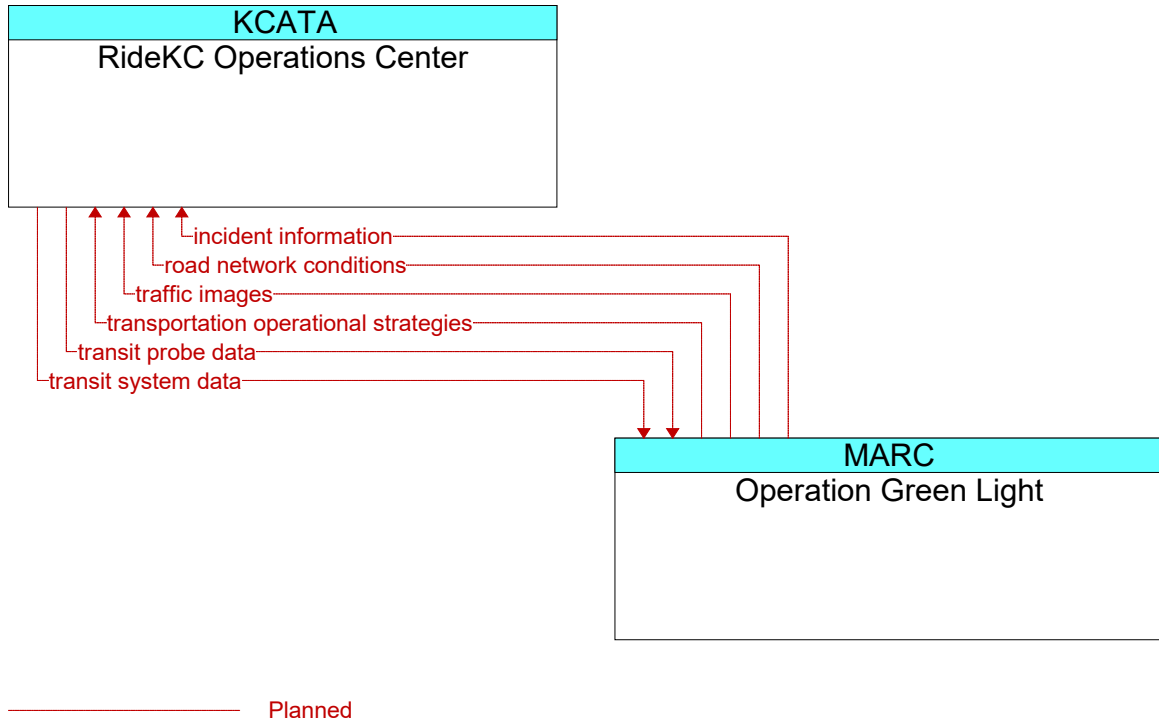 KCATA
RideKC Operations Center
incident information
road network conditions
traffic images
transportation operational strategies
transit probe data
transit system data
MARC
Operation Green Light
Planned